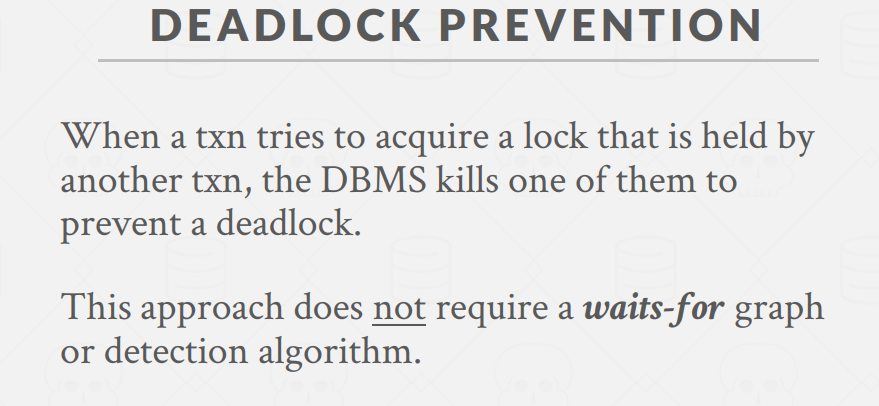 DEADLOCK PREVENTION
When a txn tries to acquire a lock that is held by
another txn, the DBMS kills one of them to
prevent a deadlock.
This approach does not require a waits-for graph
or detection algorithm.